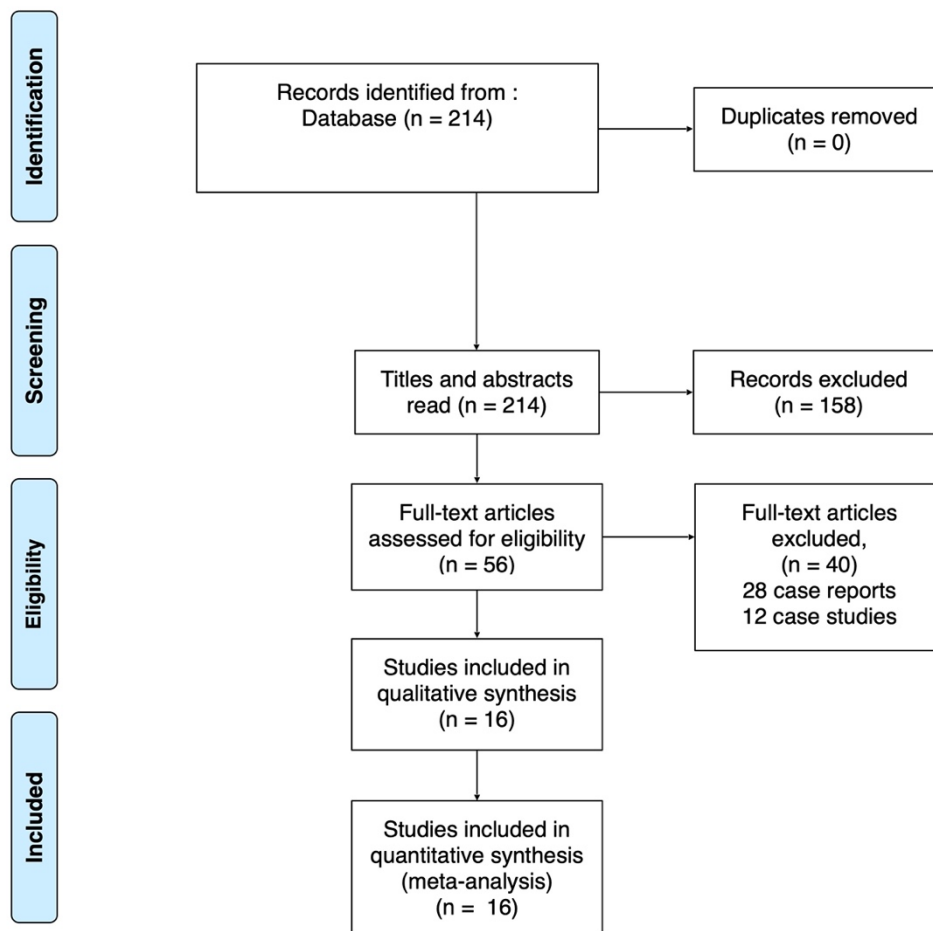 Identification
Records identified from :
Database (n = 214)
Duplicates removed
(n = 0)
Screening
Titles and abstracts
read (n = 214)
Records excluded
(n = 158)
Eligibility
Full-text articles
assessed for eligibility
(n = 56)
Full-text articles
excluded,
(n = 40)
28 case reports
12 case studies
Studies included in
qualitative synthesis
(n = 16)
Included
Studies included in
quantitative synthesis
(meta-analysis)
(n = 16)